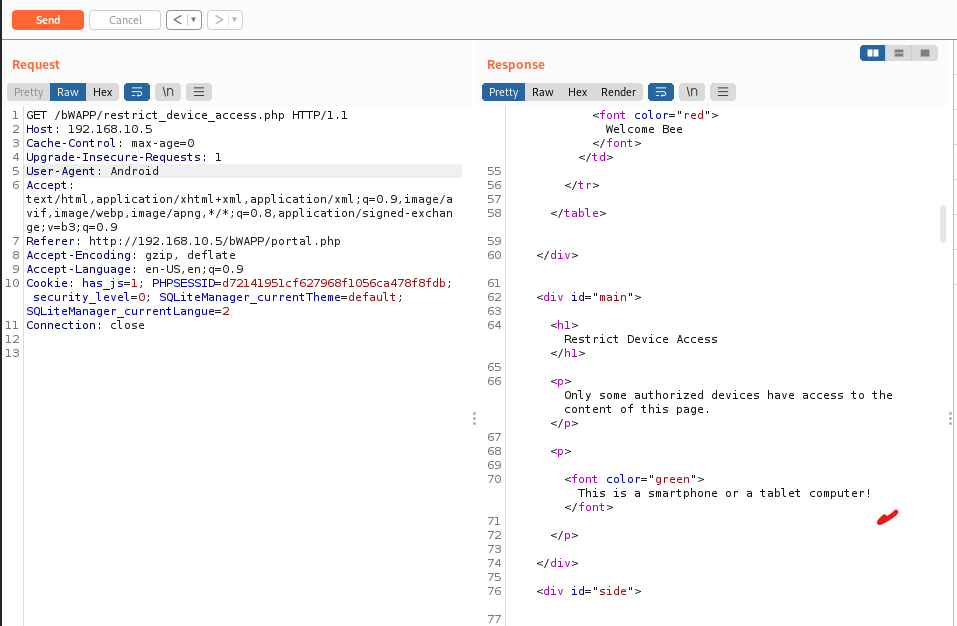 Send Cancel < ▼ > ▼
Request
Pretty Raw Hex \n
1 GET /bWAPP/restrict_device_access.php HTTP/1.1
2 Host: 192.168.10.5
3 Cache-Control: max-age=0
4 Upgrade-Insecure-Requests: 1
5 User-Agent: Android
6 Accept:
text/html,application/xhtml+xml,application/xml;q=0.9,image/a
vif,image/webp,image/apng,*/*;q=0.8,application/signed-exchan
ge;v=b3;q=0.9
7 Referer: http://192.168.10.5/bWAPP/portal.php
8 Accept-Encoding: gzip, deflate
9 Accept-Language: en-US,en;q=0.9
10 Cookie: has_js=1; PHPSESSID=d72141951cf627968f1056ca478f8fdb;
security_level=0; SQLiteManager_currentTheme=default;
SQLiteManager_currentLangue=2
11 Connection: close
12
13
Response
Pretty Raw Hex Render \n
<font color="red">
Welcome Bee
</font>
</td>
55
56 </tr>
57
58 </table>
59
60 </div>
61
62 <div id="main">
63
64 <h1>
Restrict Device Access
</h1>
65
66 <p>
Only some authorized devices have access to the
content of this page.
</p>
67
68 <p>
69
70 <font color="green">
This is a smartphone or a tablet computer!
</font>
71
72 </p>
73
74 </div>
75
76 <div id="side">
77